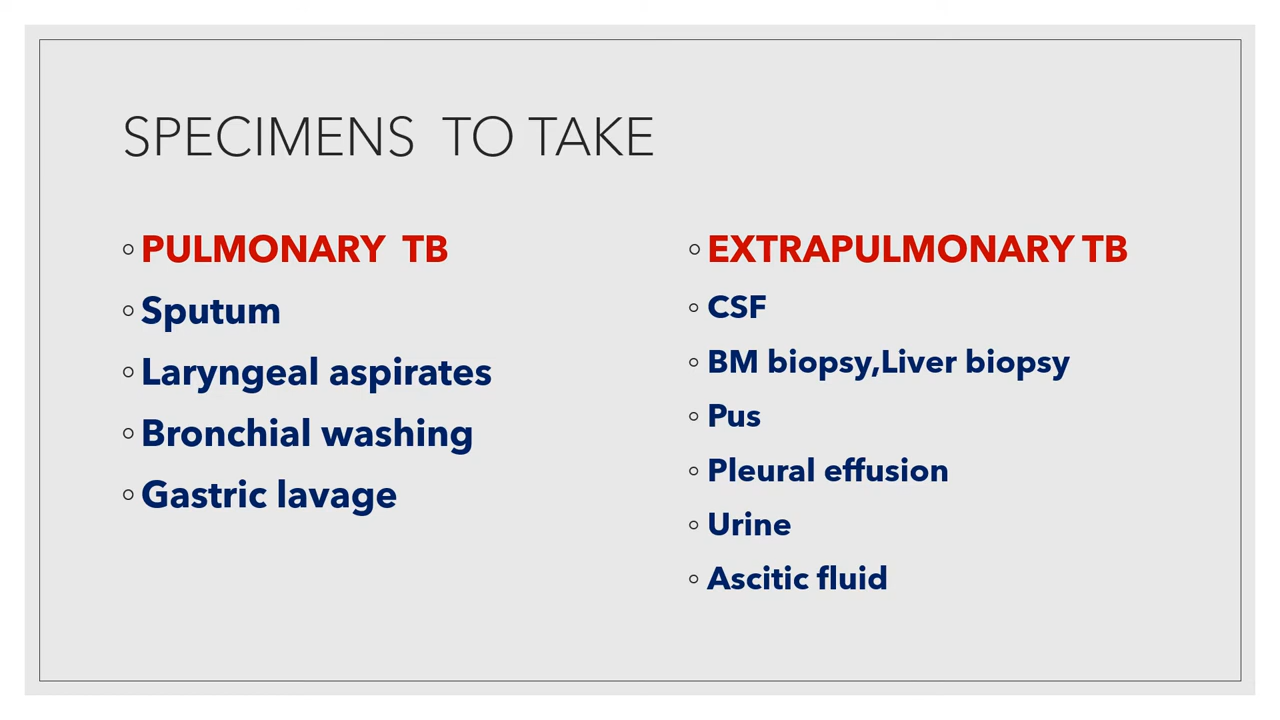 SPECIMENS TO TAKE
◦ PULMONARY TB
◦ Sputum
◦ Laryngeal aspirates
◦ Bronchial washing
◦ Gastric lavage
◦ EXTRAPULMONARY TB
◦ CSF
◦ BM biopsy,Liver biopsy
◦ Pus
◦ Pleural effusion
◦ Urine
◦ Ascitic fluid